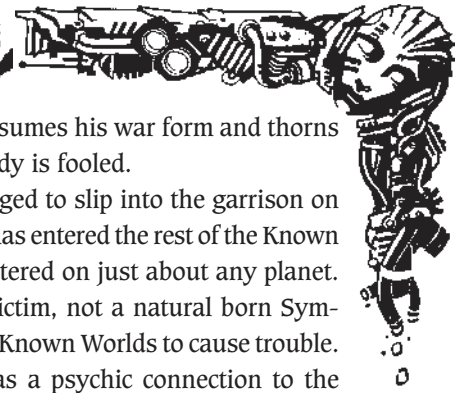 sumes his war form and thorns
dy is fooled.
ged to slip into the garrison on
has entered the rest of the Known
tered on just about any planet.
ictim, not a natural born Sym-
Known Worlds to cause trouble.
as a psychic connection to the